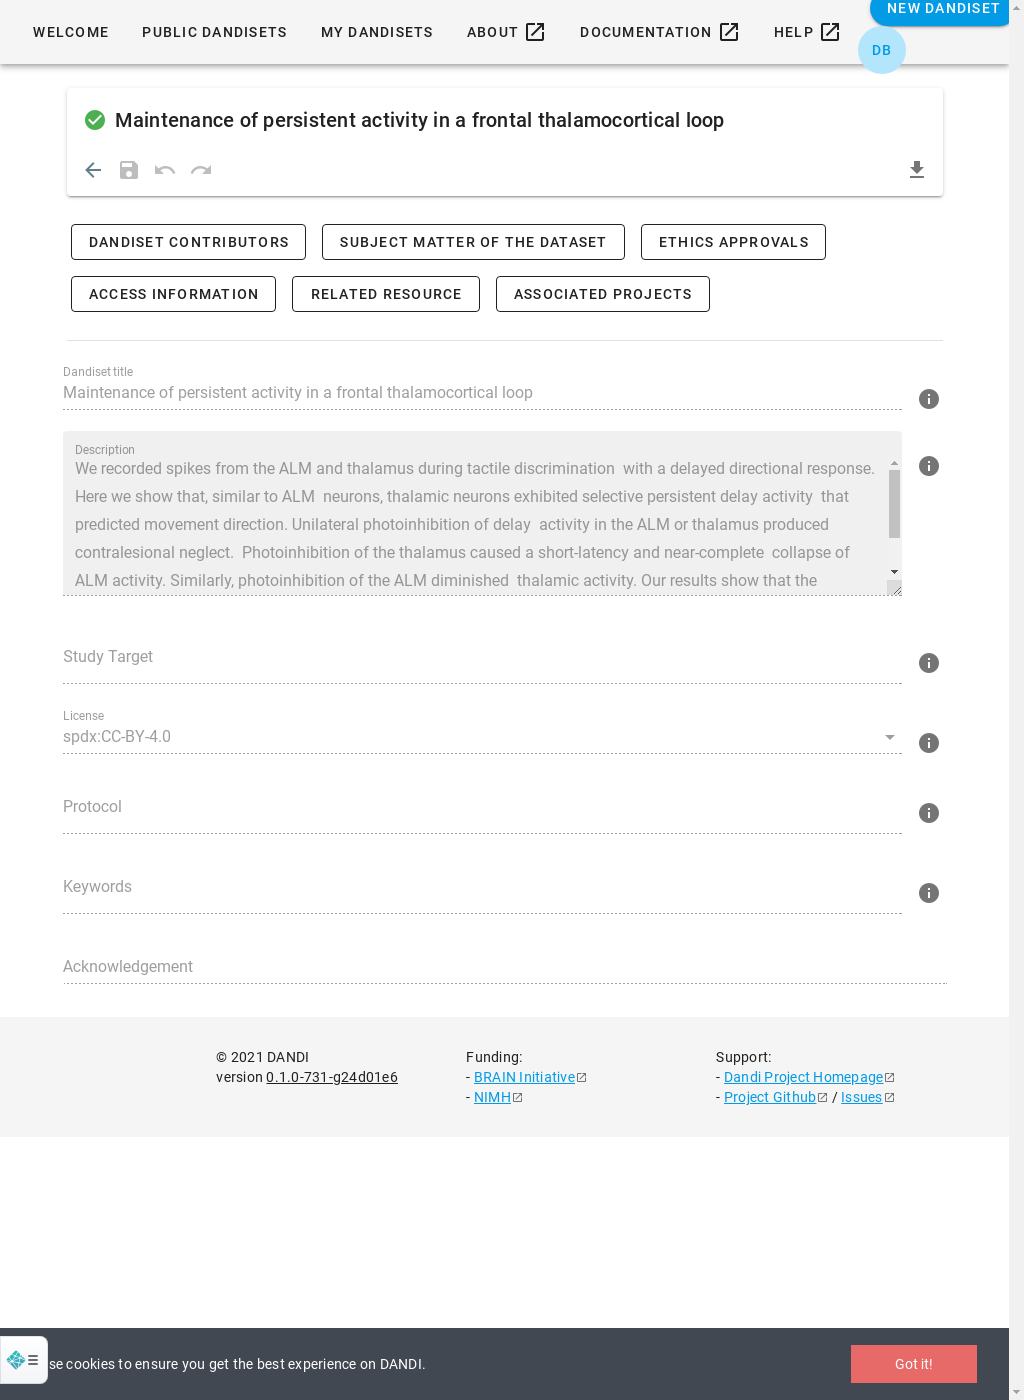 NEW DANDISET
WELCOME PUBLIC DANDISETS MY DANDISETS ABOUT DOCUMENTATION HELP
DB
Maintenance of persistent activity in a frontal thalamocortical loop
DANDISET CONTRIBUTORS SUBJECT MATTER OF THE DATASET ETHICS APPROVALS
ACCESS INFORMATION RELATED RESOURCE ASSOCIATED PROJECTS
Dandiset title
Maintenance of persistent activity in a frontal thalamocortical loop
Description
We recorded spikes from the ALM and thalamus during tactile discrimination  with a delayed directional response.
Here we show that, similar to ALM  neurons, thalamic neurons exhibited selective persistent delay activity  that
predicted movement direction. Unilateral photoinhibition of delay  activity in the ALM or thalamus produced
contralesional neglect.  Photoinhibition of the thalamus caused a short-latency and near-complete  collapse of
ALM activity. Similarly, photoinhibition of the ALM diminished  thalamic activity. Our results show that the
Study Target
License
spdx:CC-BY-4.0
Protocol
Keywords
Acknowledgement
© 2021 DANDI
version 0.1.0-731-g24d01e6
Funding:
- BRAIN Initiative
- NIMH
Support:
- Dandi Project Homepage
- Project Github / Issues
se cookies to ensure you get the best experience on DANDI.
Got it!